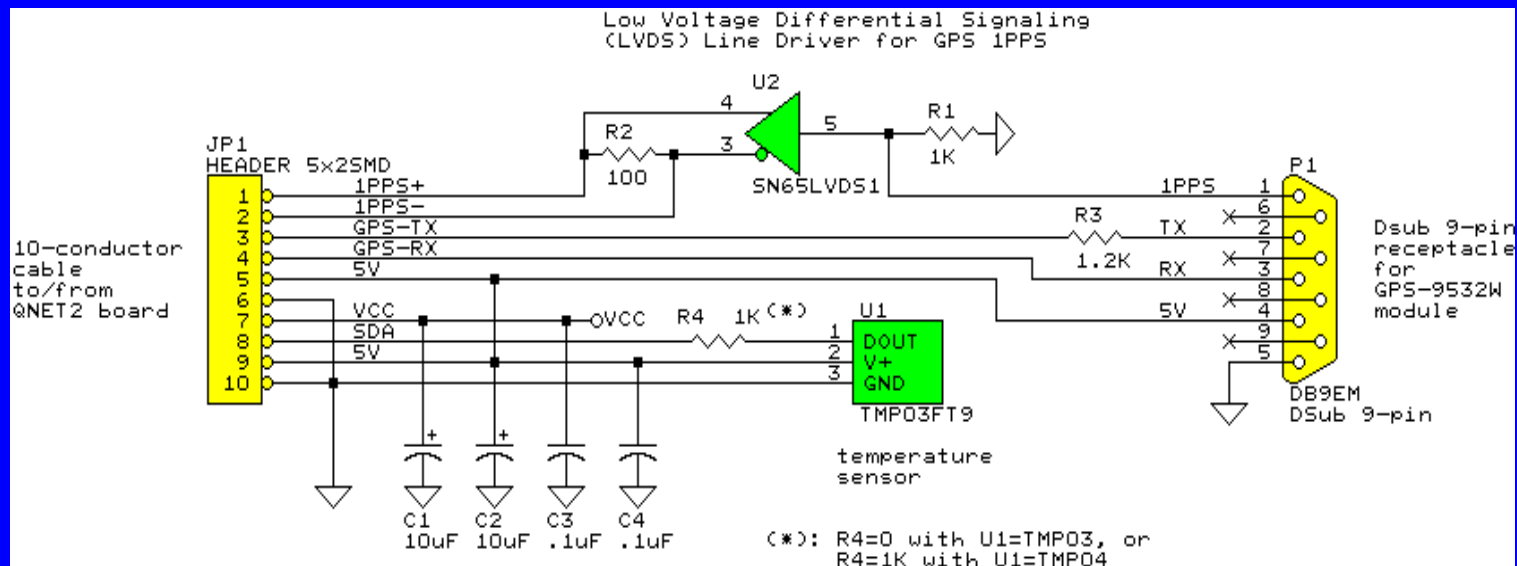 Low Voltage Differential Signaling
(LVDS) Line Driver for GPS 1PPS
U2
4
3
5
SN65LVDS1
R1
1K
R2
100
JP1
HEADER 5x2SMD
1 1PPS+
2 1PPS-
3 GPS-TX
4 GPS-RX
5 5V
6
7 VCC
8 SDA
9 5V
10
10-conductor
cable
to/from
QNET2 board
VCC
R4 1K (*)
R3
1.2K
U1
1 DOUT
2 V+
3 GND
TMP03FT9
temperature
sensor
P1
1PPS 1
6
TX 2
7
RX 3
8
5V 4
9
5
DB9EM
DSub 9-pin
Dsub 9-pin
receptacle
for
GPS-9532W
module
+
+
C1
10uF
C2
10uF
C3
.1uF
C4
.1uF
(*): R4=0 with U1=TMP03, or
R4=1K with U1=TMP04